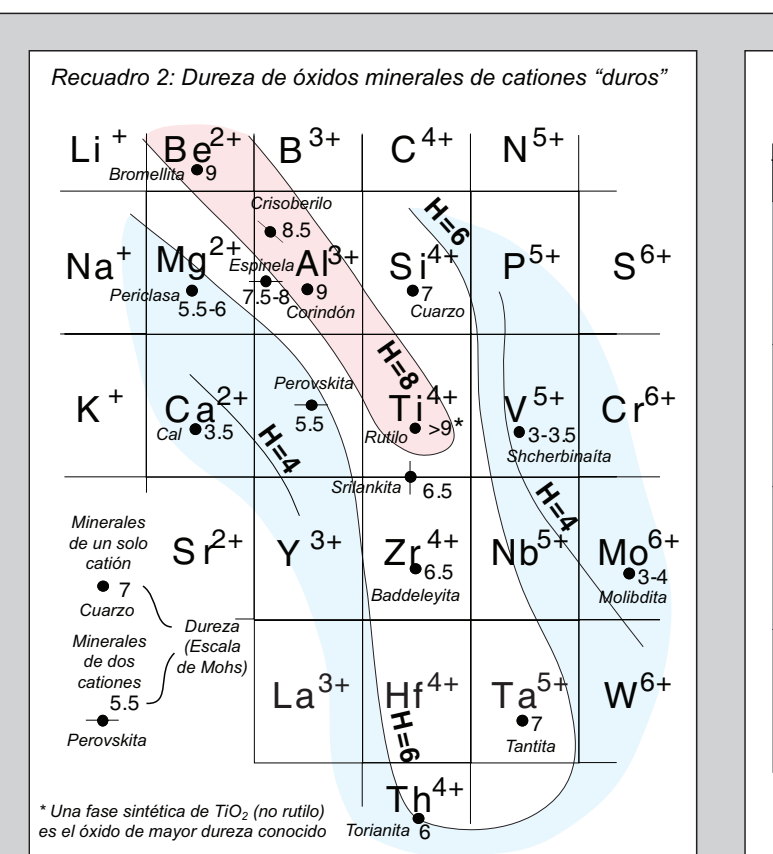 Recuadro 2: Dureza de óxidos minerales de cationes “duros”
Li + Be2+ B3+ C4+ N5+
Bromellita 9
Crisoberilo
8.5
Na+ Mg2+ Al3+ Si4+ P5+ S6+
H=6
Espinela
7.5-8
Periclasa
5.5-6
9
Corindón
7
Cuarzo
H=8
K + Ca2+ Ti4+ V5+ Cr6+
Perovskita
5.5
Cal 3.5
H=4
Rutilo >9*
3-3.5
Shcherbinaíta
Srilankita 6.5
H=4
Sr2+ Y 3+ Zr4+ Nb5+ Mo6+
6.5
Baddeleyita
3-4
Molibdita
Minerales
de un solo
catión
7
Cuarzo
Dureza
(Escala
de Mohs)
Minerales
de dos
cationes
5.5
Perovskita
La3+ Hf4+ Ta5+ W6+
H=6
7
Tantita
Th4+
Torianita 6
* Una fase sintética de TiO2 (no rutilo)
es el óxido de mayor dureza conocido